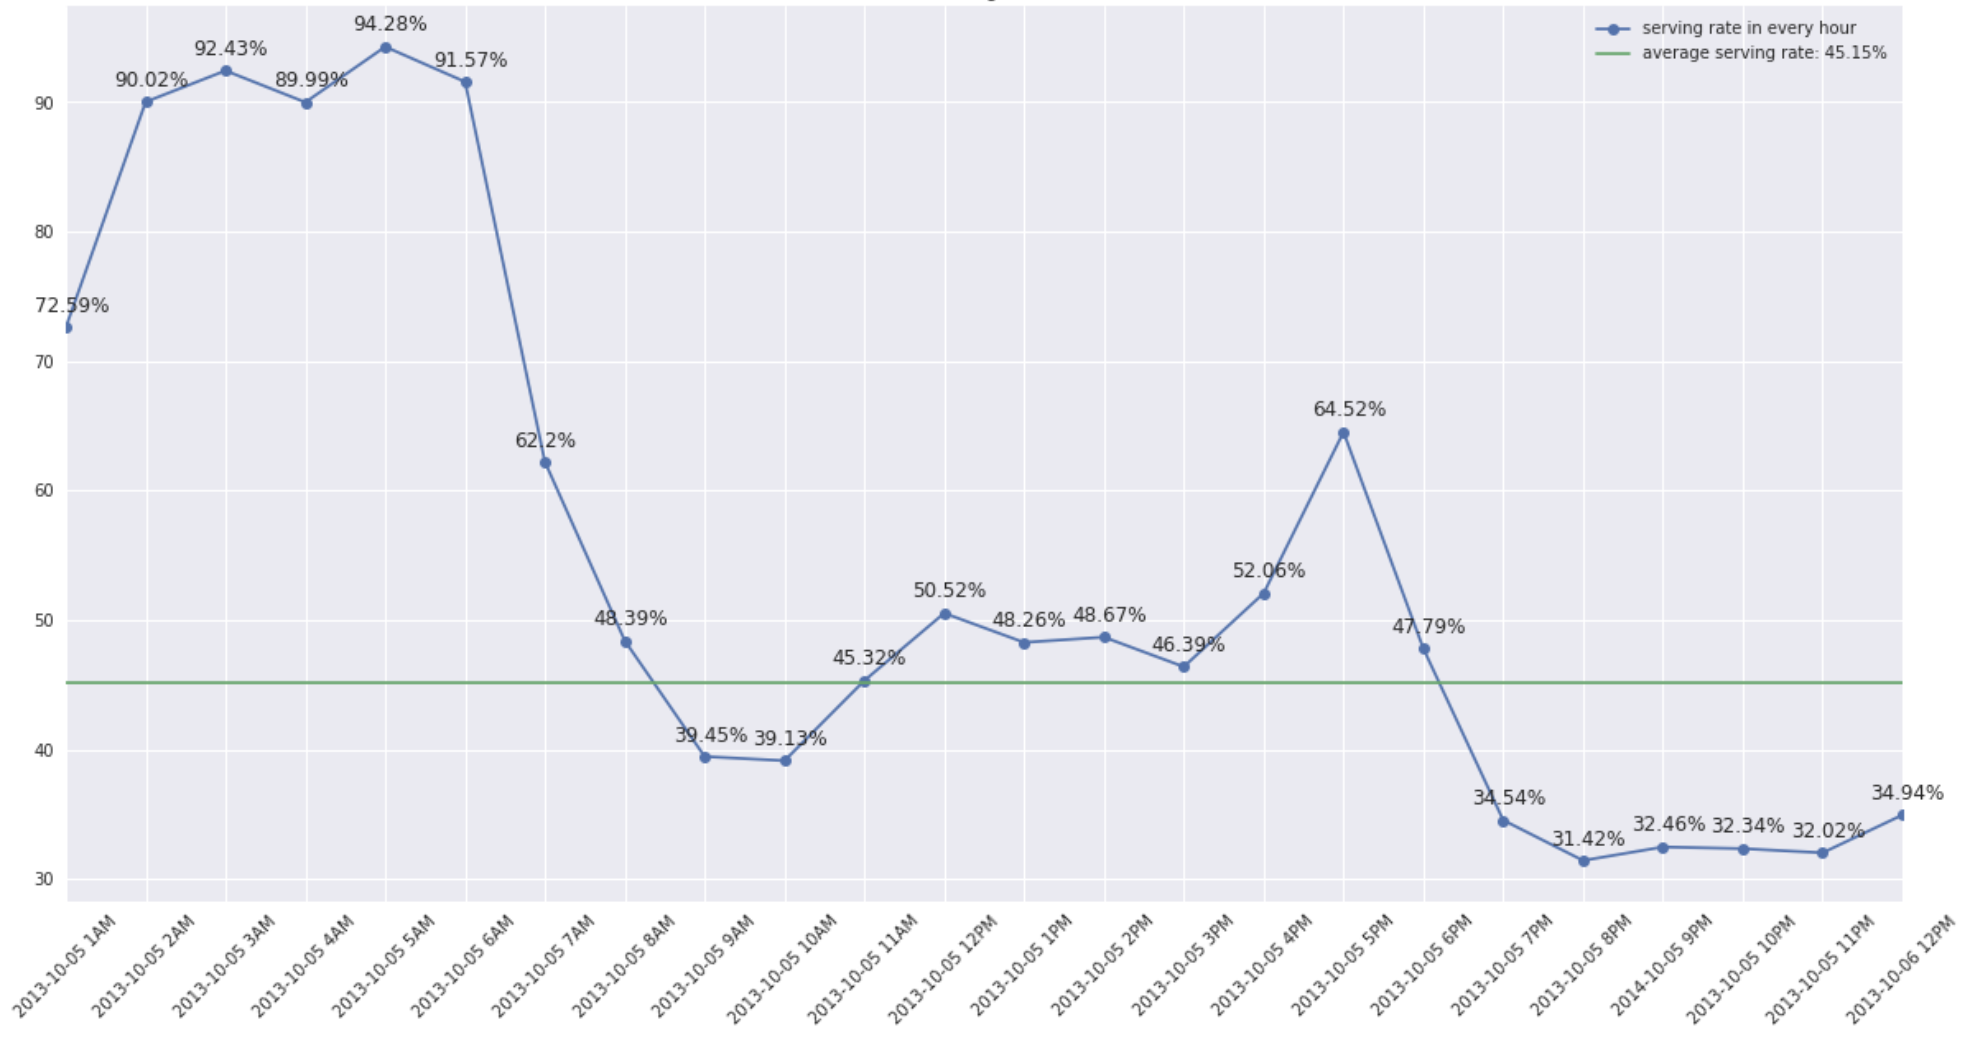 serving rate in every hour
average serving rate: 45.15%
94.28%
92.43%
91.57%
90.02%
89.99%
72.59%
62.2%
64.52%
48.39%
39.45%
39.13%
45.32%
50.52%
48.26%
48.67%
46.39%
52.06%
47.79%
34.54%
31.42%
32.46%
32.34%
32.02%
34.94%
90
80
70
60
50
40
30
2013-10-05 1AM
2013-10-05 2AM
2013-10-05 3AM
2013-10-05 4AM
2013-10-05 5AM
2013-10-05 6AM
2013-10-05 7AM
2013-10-05 8AM
2013-10-05 9AM
2013-10-05 10AM
2013-10-05 11AM
2013-10-05 12PM
2013-10-05 1PM
2013-10-05 2PM
2013-10-05 3PM
2013-10-05 4PM
2013-10-05 5PM
2013-10-05 6PM
2013-10-05 7PM
2013-10-05 8PM
2014-10-05 9PM
2013-10-05 10PM
2013-10-05 11PM
2013-10-06 12PM